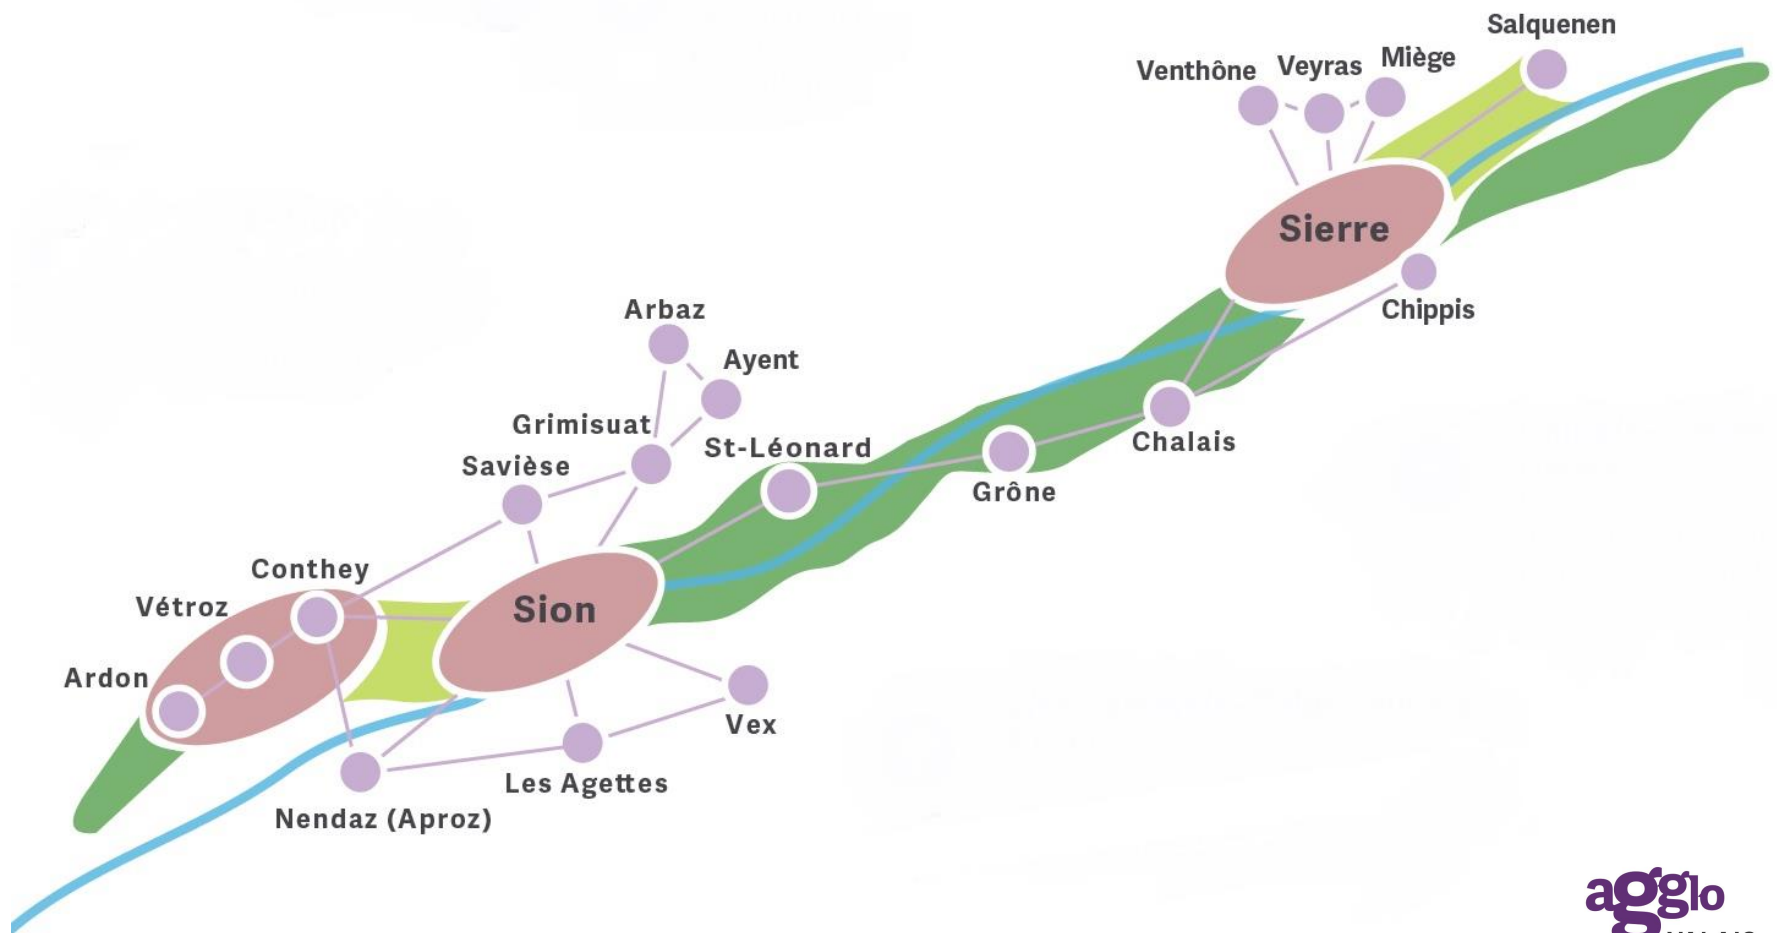 Salquenen
Miège
Veyras
Venthône
Sierre
Chippis
Arbaz
Ayent
Grimisuat
St-Léonard
Savièse
Chalais
Grône
Conthey
Vétroz
Sion
Ardon
Vex
Les Agettes
Nendaz (Aproz)
agglo